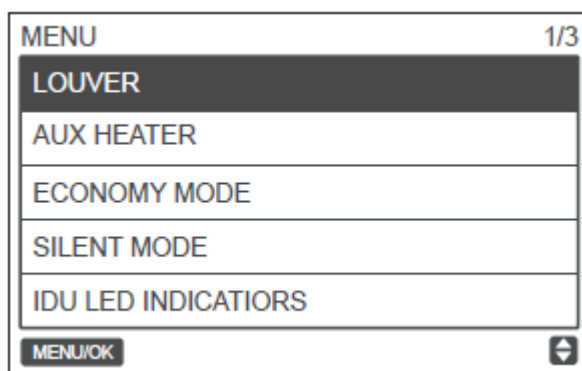 MENU 1/3
LOUVER
AUX HEATER
ECONOMY MODE
SILENT MODE
IDU LED INDICATIORS
MENU/OK